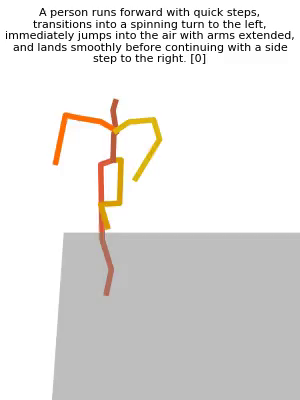 A person runs forward with quick steps,
transitions into a spinning turn to the left,
immediately jumps into the air with arms extended,
and lands smoothly before continuing with a side
step to the right. [0]